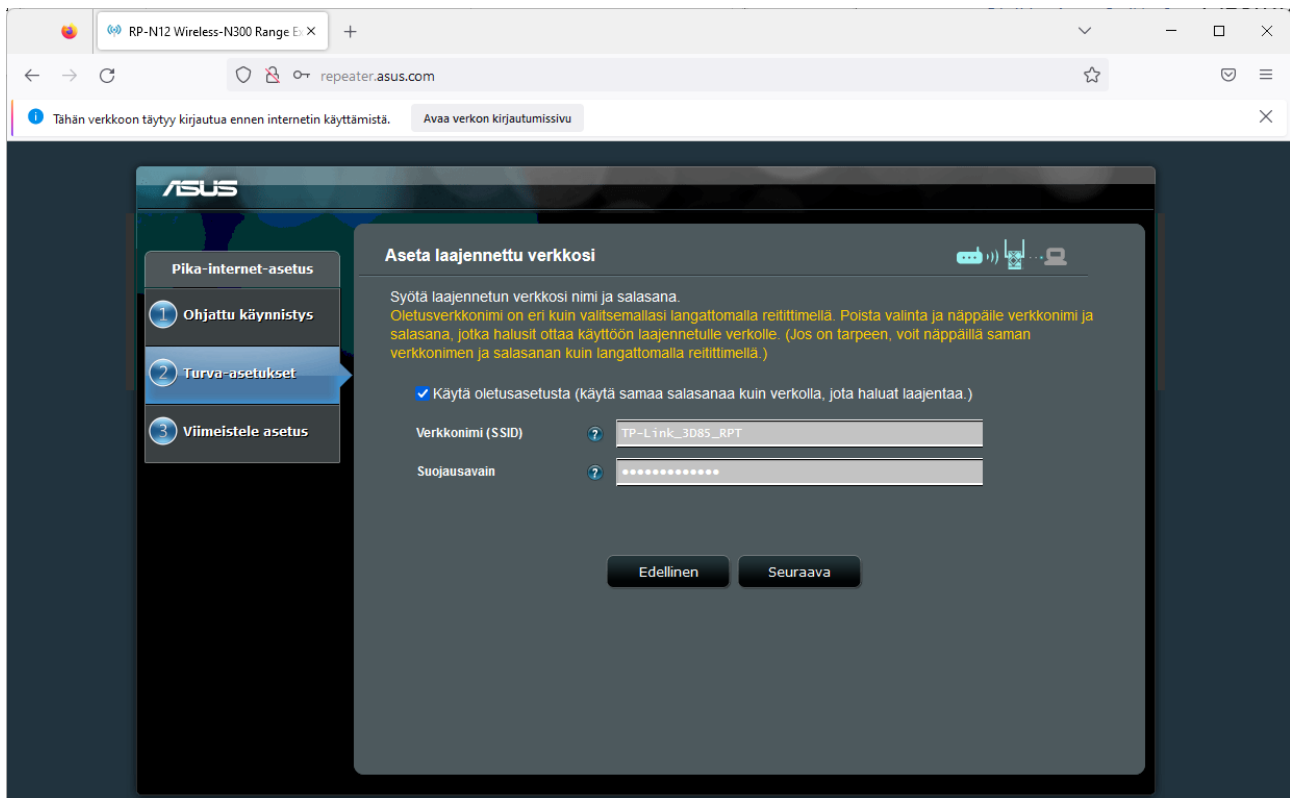 RP-N12 Wireless-N300 Range E
repeater.asus.com
Tähän verkkoon täytyy kirjautua ennen internetin käyttämistä.
Avaa verkon kirjautumissivu
ASUS
Pika-internet-asetus
1 Ohjattu käynnistys
2 Turva-asetukset
3 Viimeistele asetus
Aseta laajennettu verkkosi
Syötä laajennetun verkkosi nimi ja salasana.
Oletusverkkonimi on eri kuin valitsemallasi langattomalla reitittimellä. Poista valinta ja näppäile verkkonimi ja
salasana, jotka halusit ottaa käyttöön laajennetulle verkolle. (Jos on tarpeen, voit näppäillä saman
verkkonimen ja salasanan kuin langattomalla reitittimellä.)
Käytä oletusasetusta (käytä samaa salasanaa kuin verkolla, jota haluat laajentaa.)
Verkkonimi (SSID) ? TP-Link_3D85_RPT
Suojausavain ? •••••••••••••
Edellinen
Seuraava